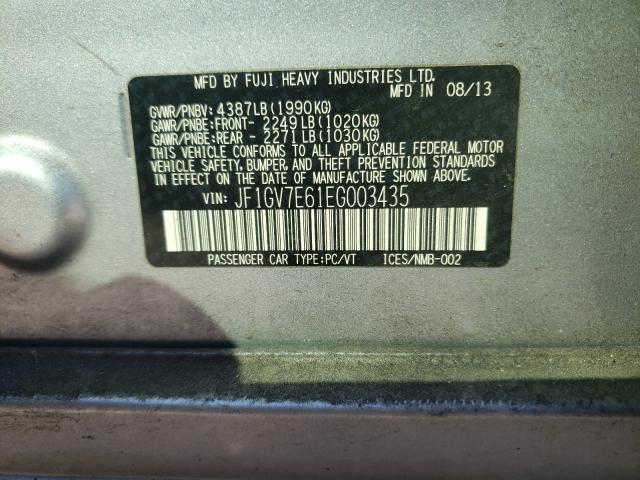 MFD BY FUJI HEAVY INDUSTRIES LTD.
MFD IN 08/13
GVWR/PNBV: 4387LB(1990KG)
GAWR/PNBE:FRONT- 2249LB(1020KG)
GAWR/PNBE:REAR - 2271LB(1030KG)
THIS VEHICLE CONFORMS TO ALL APPLICABLE FEDERAL MOTOR
VEHICLE SAFETY, BUMPER, AND THEFT PREVENTION STANDARDS
IN EFFECT ON THE DATE OF MANUFACTURE SHOWN ABOVE.
VIN: JF1GV7E61EG003435
PASSENGER CAR TYPE:PC/VT ICES/NMB-002